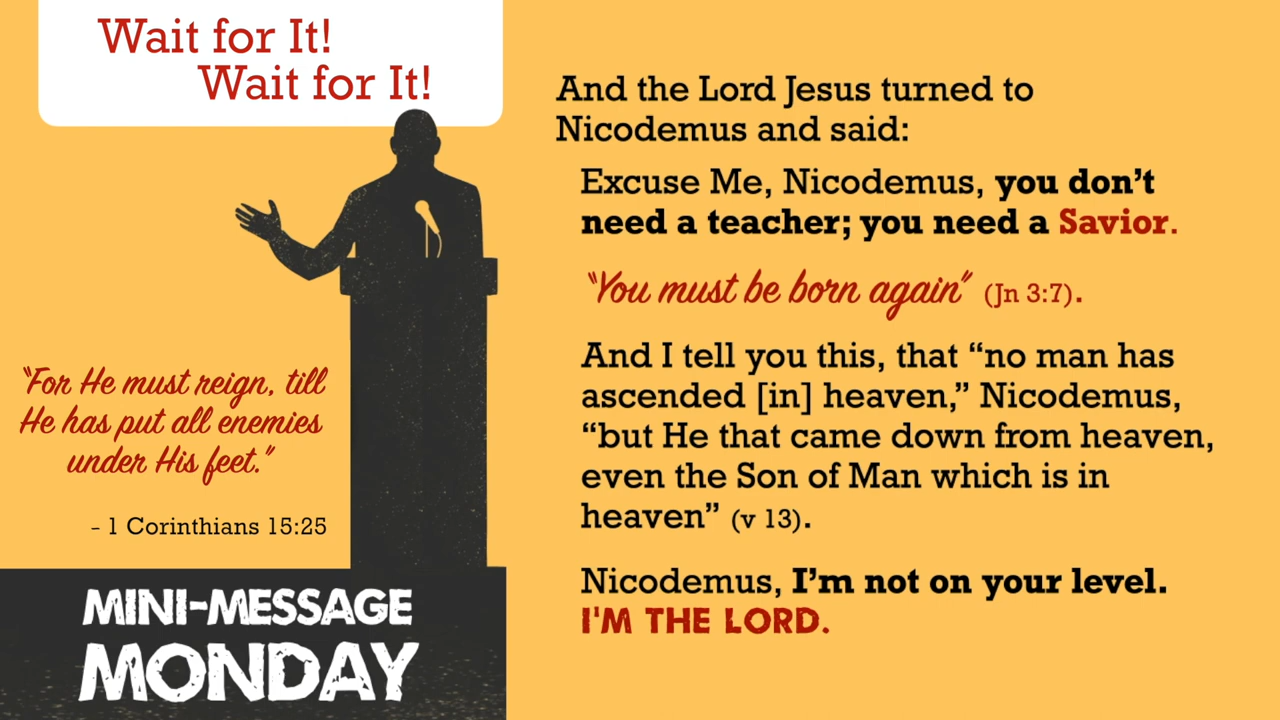 Wait for It!
Wait for It!
"For He must reign, till
He has put all enemies
under His feet."
- 1 Corinthians 15:25
MINI-MESSAGE
MONDAY
And the Lord Jesus turned to
Nicodemus and said:
Excuse Me, Nicodemus, you don't
need a teacher; you need a Savior.
"You must be born again" (Jn 3:7).
And I tell you this, that “no man has
ascended [in] heaven,” Nicodemus,
“but He that came down from heaven,
even the Son of Man which is in
heaven” (v 13).
Nicodemus, I’m not on your level.
I'M THE LORD.